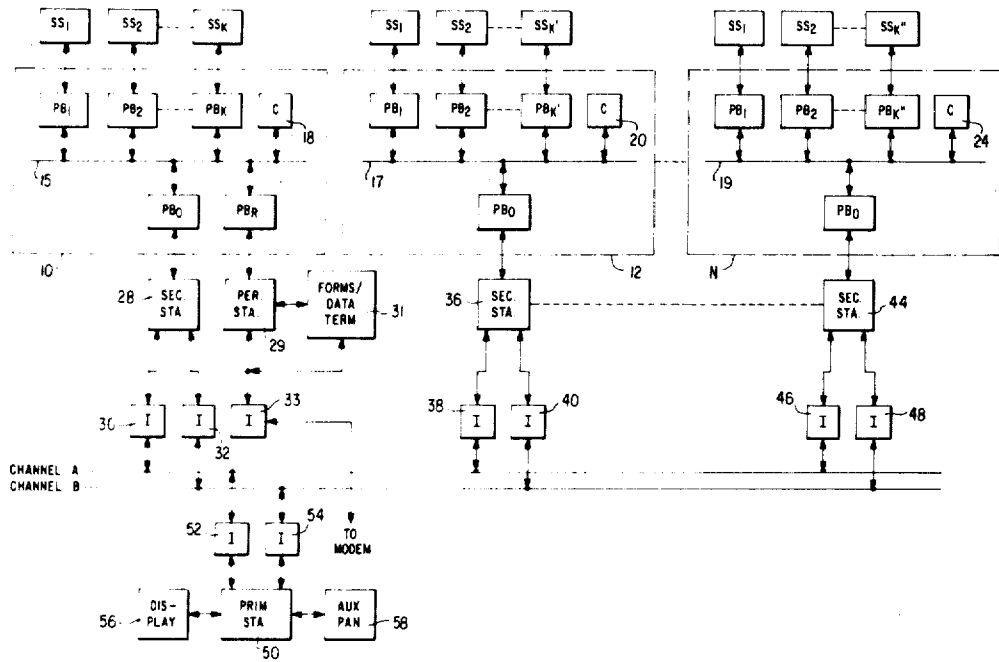 SS1 SS2 SSK SS1 SS2 SSK' SS1 SS2 SSK"
PB1 PB2 PBK C PB1 PB2 PBK' C PB1 PB2 PBK" C
18 20 24
15 17 19
PB0 PBR PB0 PB0
10 12 N
28 SEC. STA. PER. STA. FORMS/ DATA TERM 31 36 SEC. STA. SEC. STA. 44
29
30 I I 32 I 33 38 I I 40 46 I I 48
CHANNEL A
CHANNEL B
52 I I 54 TO MODEM
56 DIS- PLAY PRIM STA AUX PAN 58
50